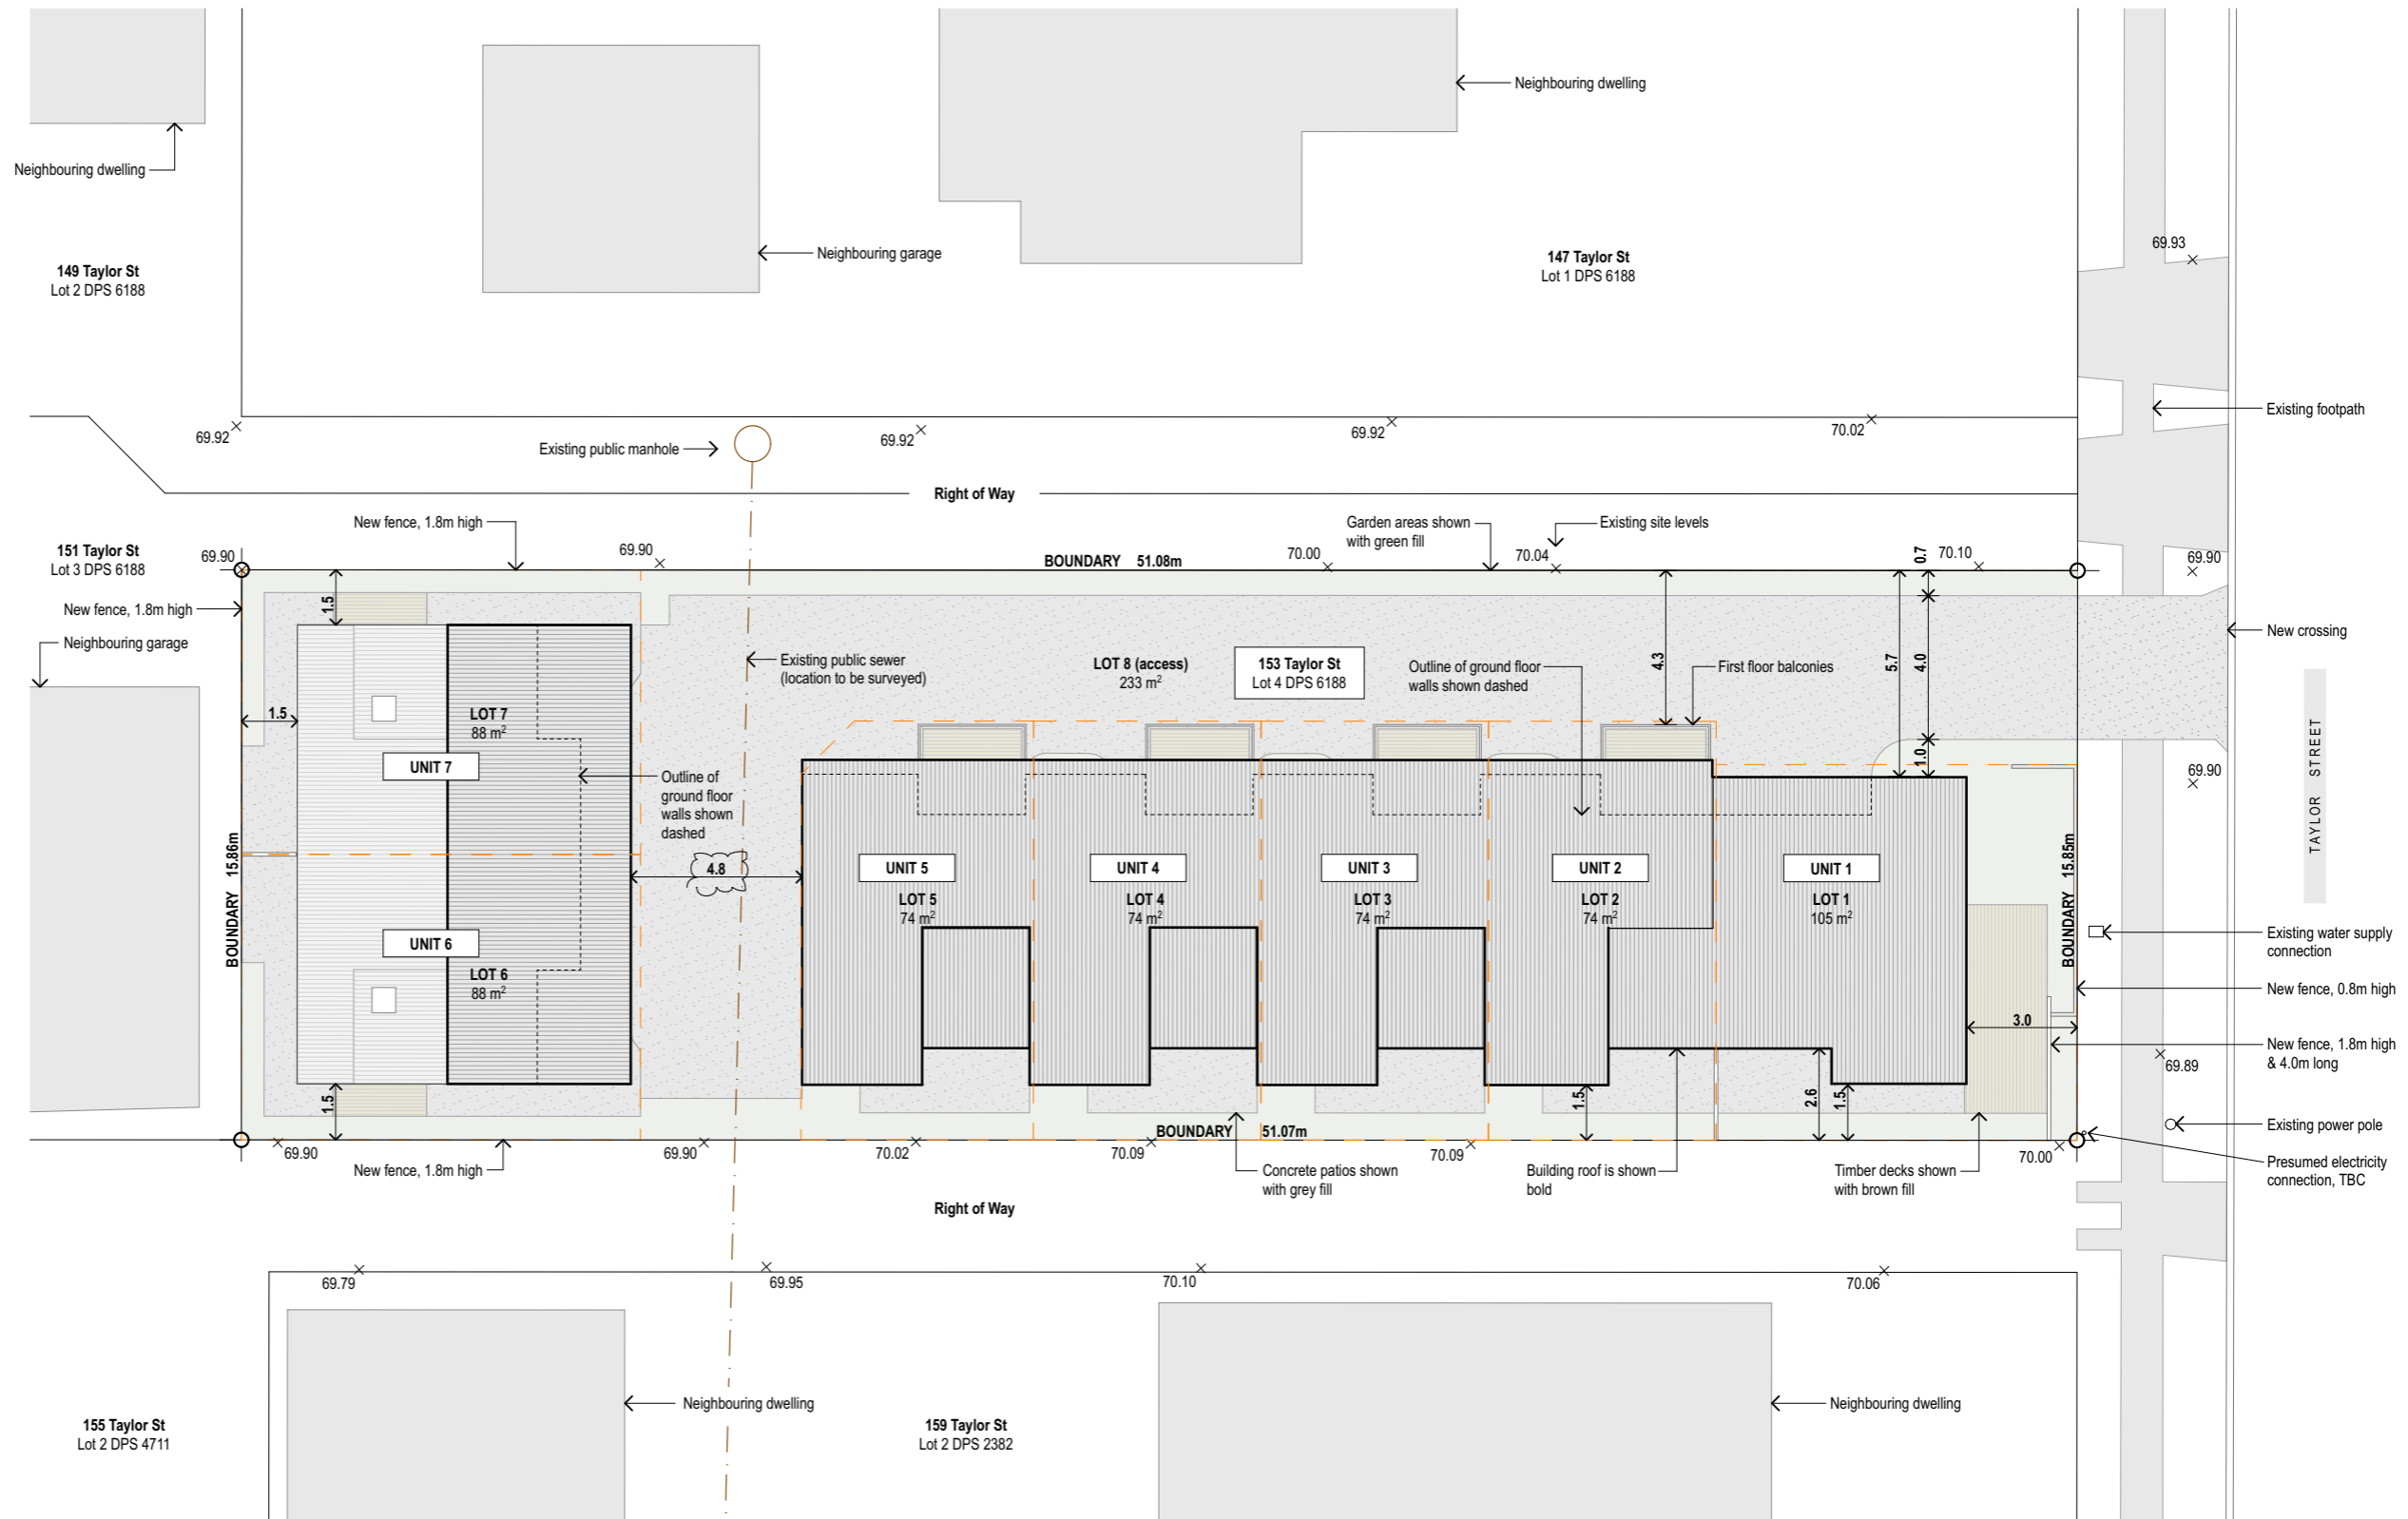 Neighbouring dwelling
Neighbouring dwelling
Neighbouring garage
149 Taylor St
Lot 2 DPS 6188
147 Taylor St
Lot 1 DPS 6188
69.93
Existing footpath
69.92
Existing public manhole
69.92
69.92
70.02
Right of Way
New fence, 1.8m high
Garden areas shown
with green fill
Existing site levels
151 Taylor St
Lot 3 DPS 6188
69.90
69.90
BOUNDARY 51.08m
70.00
70.04
0.7
70.10
69.90
New fence, 1.8m high
1.5
Neighbouring garage
New crossing
Existing public sewer
(location to be surveyed)
LOT 8 (access)
233 m²
153 Taylor St
Lot 4 DPS 6188
Outline of ground floor
walls shown dashed
4.3
First floor balconies
5.7
4.0
1.5
LOT 7
88 m²
UNIT 7
1.0
69.90
TAYLOR STREET
Outline of
ground floor
walls shown
dashed
4.8
UNIT 5
LOT 5
74 m²
UNIT 4
LOT 4
74 m²
UNIT 3
LOT 3
74 m²
UNIT 2
LOT 2
74 m²
UNIT 1
LOT 1
105 m²
BOUNDARY 15.86m
BOUNDARY 15.85m
UNIT 6
LOT 6
88 m²
Existing water supply
connection
New fence, 0.8m high
3.0
New fence, 1.8m high
& 4.0m long
69.89
1.5
1.5
2.6
1.5
Existing power pole
BOUNDARY 51.07m
69.90
69.90
70.02
70.09
70.09
70.00
New fence, 1.8m high
Concrete patios shown
with grey fill
Building roof is shown
bold
Timber decks shown
with brown fill
Presumed electricity
connection, TBC
Right of Way
69.79
69.95
70.10
70.06
Neighbouring dwelling
Neighbouring dwelling
155 Taylor St
Lot 2 DPS 4711
159 Taylor St
Lot 2 DPS 2382